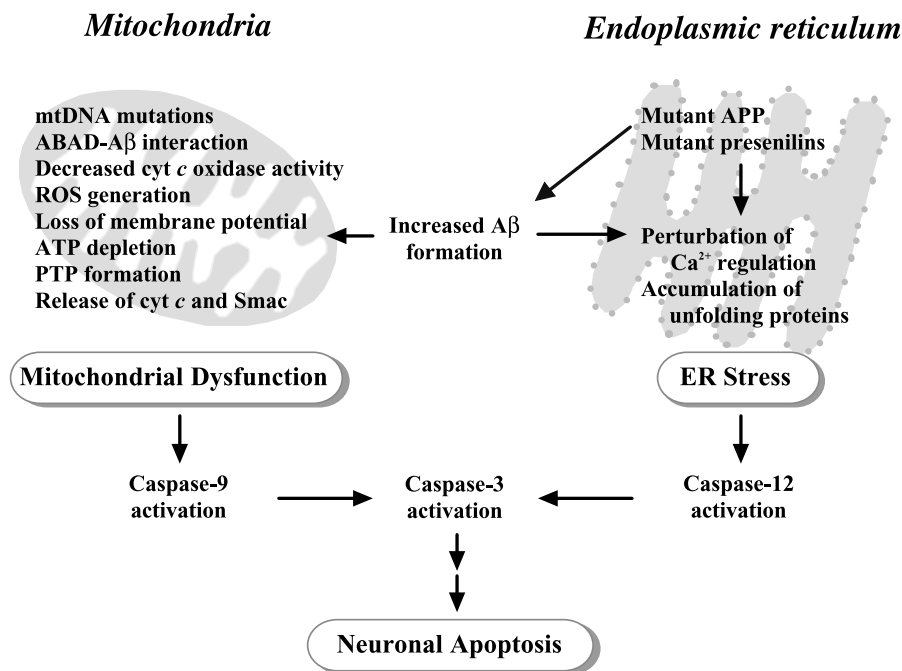 Mitochondria
Endoplasmic reticulum
mtDNA mutations
ABAD-Aβ interaction
Decreased cyt c oxidase activity
ROS generation
Loss of membrane potential
ATP depletion
PTP formation
Release of cyt c and Smac
Increased Aβ
formation
Mutant APP
Mutant presenilins
Perturbation of
Ca²⁺ regulation
Accumulation of
unfolding proteins
Mitochondrial Dysfunction
ER Stress
Caspase-9
activation
Caspase-3
activation
Caspase-12
activation
Neuronal Apoptosis